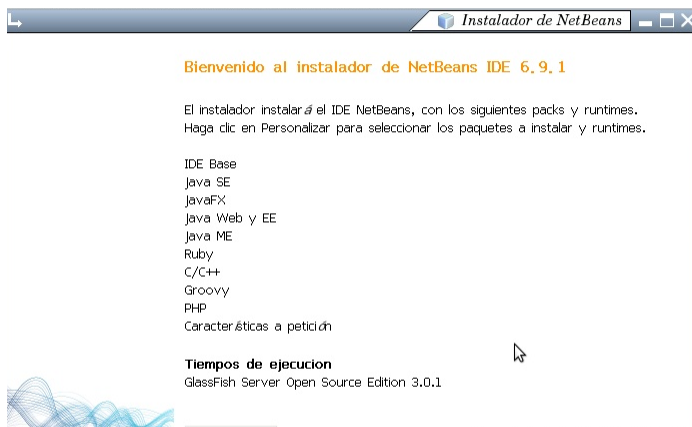 Instalador de NetBeans
Bienvenido al instalador de NetBeans IDE 6.9.1
El instalador instalará el IDE NetBeans, con los siguientes packs y runtimes.
Haga clic en Personalizar para seleccionar los paquetes a instalar y runtimes.
IDE Base
Java SE
JavaFX
Java Web y EE
Java ME
Ruby
C/C++
Groovy
PHP
Características a petición
Tiempos de ejecucion
GlassFish Server Open Source Edition 3.0.1